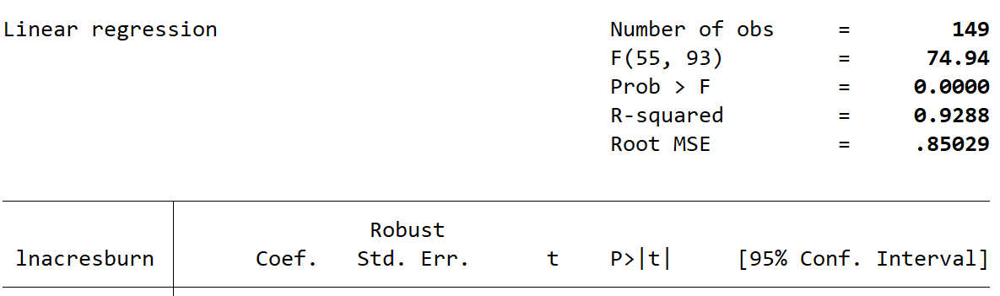 Linear regression Number of obs = 149
F(55, 93) = 74.94
Prob > F = 0.0000
R-squared = 0.9288
Root MSE = .85029
Robust
lnacresburn Coef. Std. Err. t P>|t| [95% Conf. Interval]